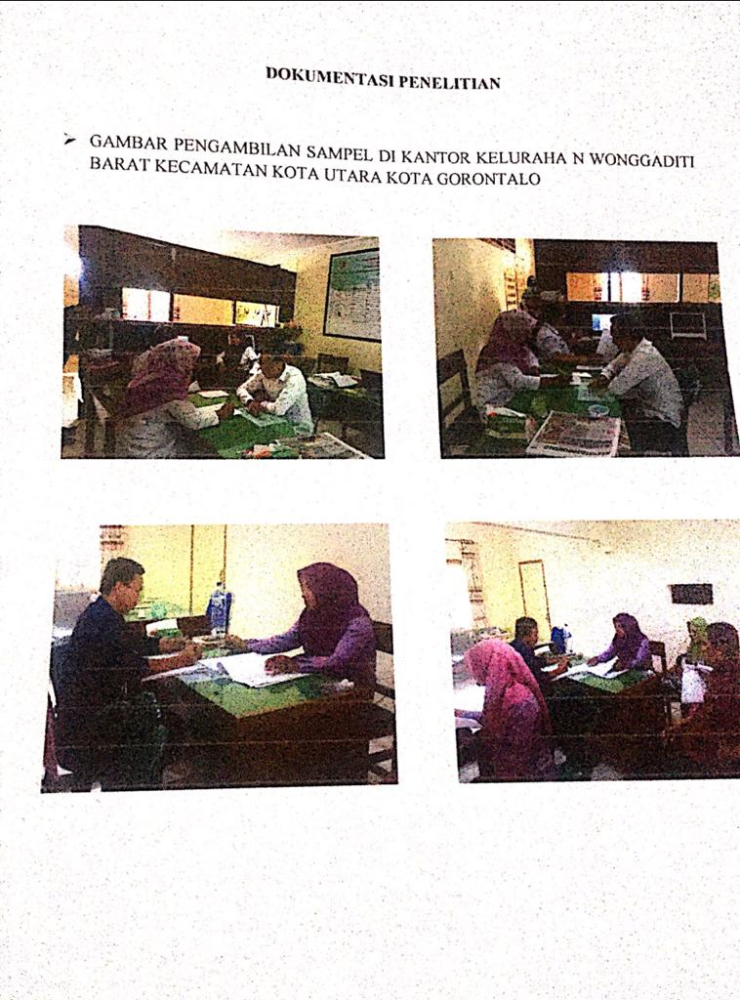 DOKUMENTASI PENELITIAN
➤ GAMBAR PENGAMBILAN SAMPEL DI KANTOR KELURAHA N WONGGADITI
BARAT KECAMATAN KOTA UTARA KOTA GORONTALO